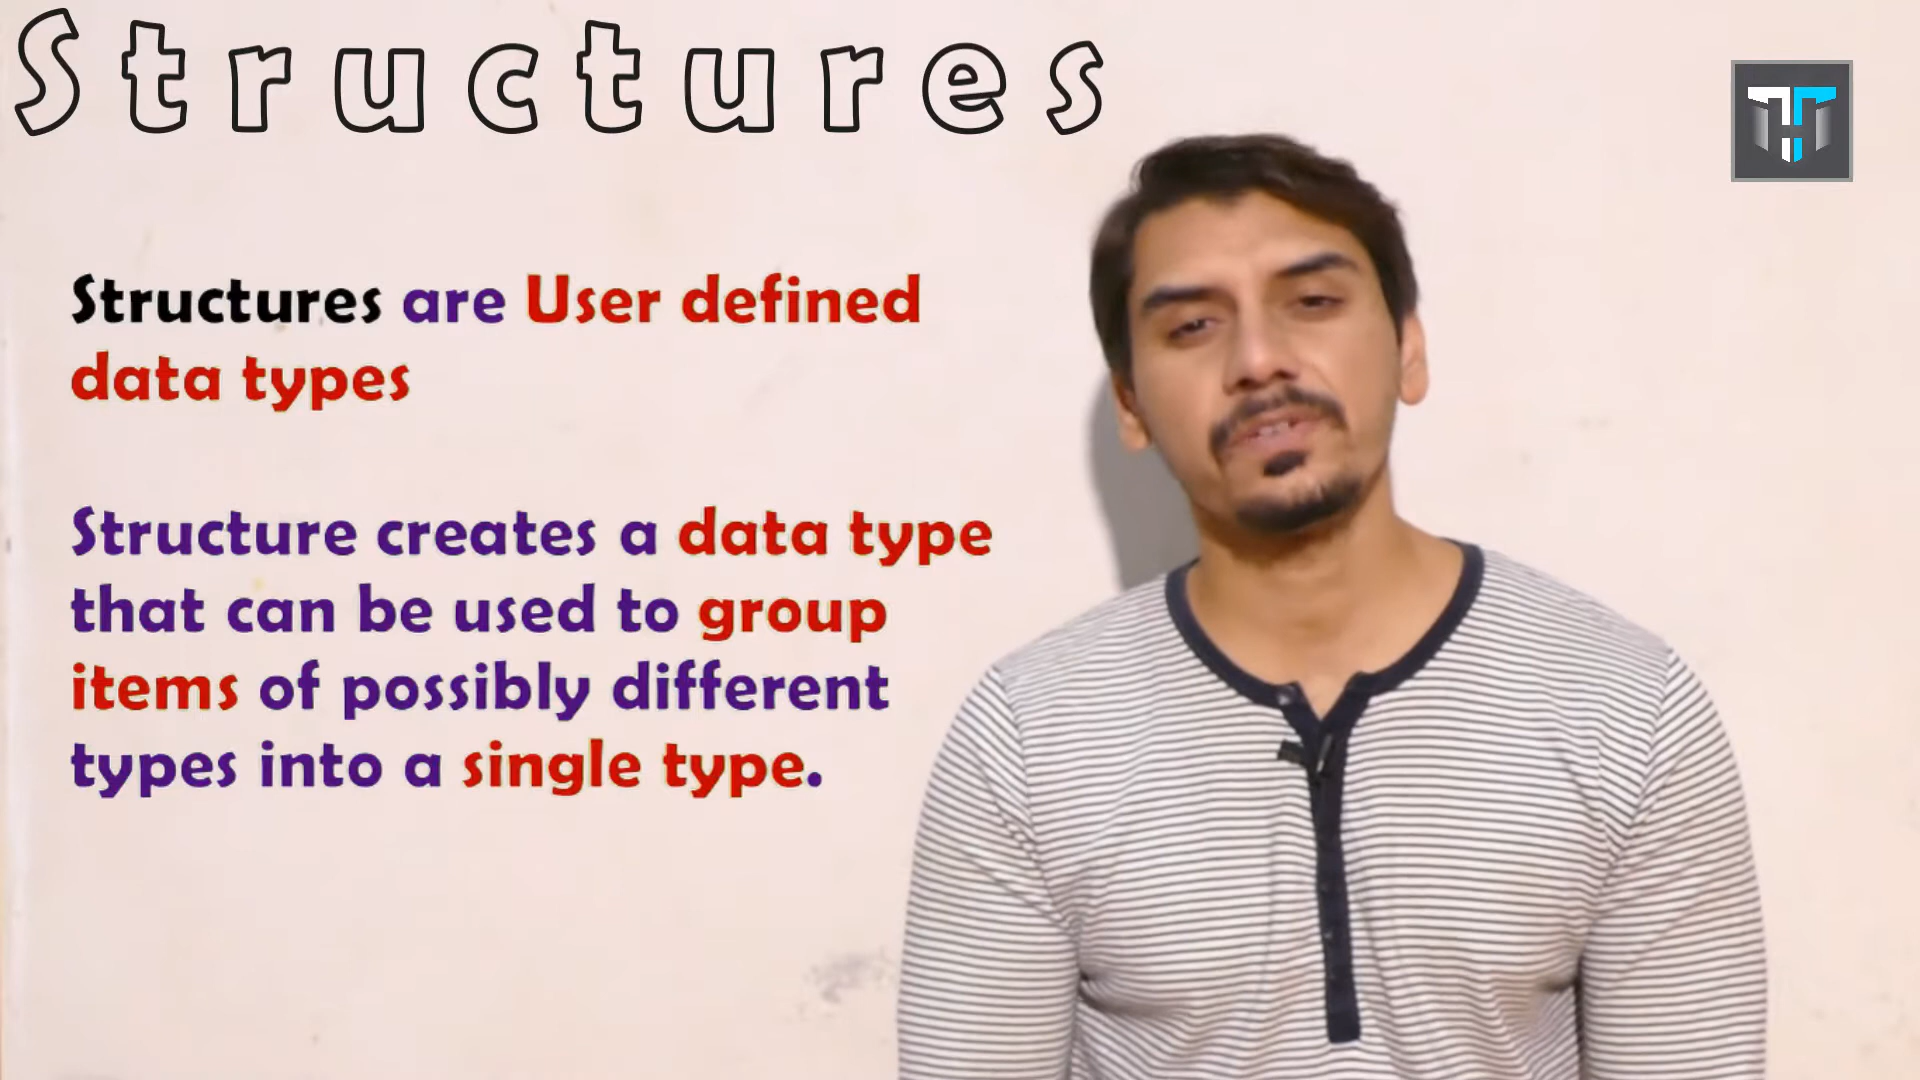 Structures
Structures are User defined
data types
Structure creates a data type
that can be used to group
items of possibly different
types into a single type.